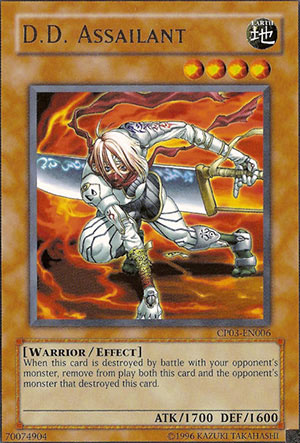 D.D. ASSAILANT
EARTH
地
CP03-EN006
[WARRIOR/EFFECT]
When this card is destroyed by battle with your opponent's
monster, remove from play both this card and the opponent's
monster that destroyed this card.
ATK/1700 DEF/1600
70074904
©1996 KAZUKI TAKAHASHI